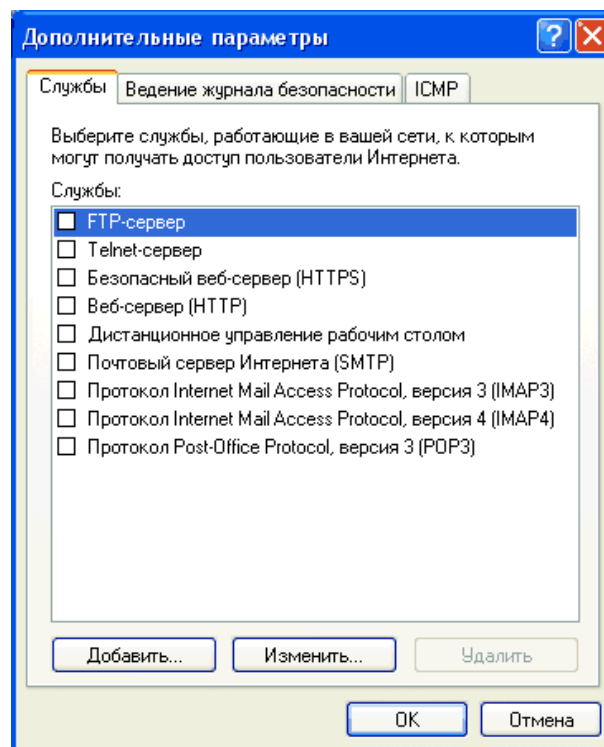 Дополнительные параметры
Службы
Ведение журнала безопасности
ICMP
Выберите службы, работающие в вашей сети, к которым
могут получать доступ пользователи Интернета.
Службы:
FTP-сервер
Telnet-сервер
Безопасный веб-сервер (HTTPS)
Веб-сервер (HTTP)
Дистанционное управление рабочим столом
Почтовый сервер Интернета (SMTP)
Протокол Internet Mail Access Protocol, версия 3 (IMAP3)
Протокол Internet Mail Access Protocol, версия 4 (IMAP4)
Протокол Post-Office Protocol, версия 3 (POP3)
Добавить...
Изменить...
Удалить
OK
Отмена